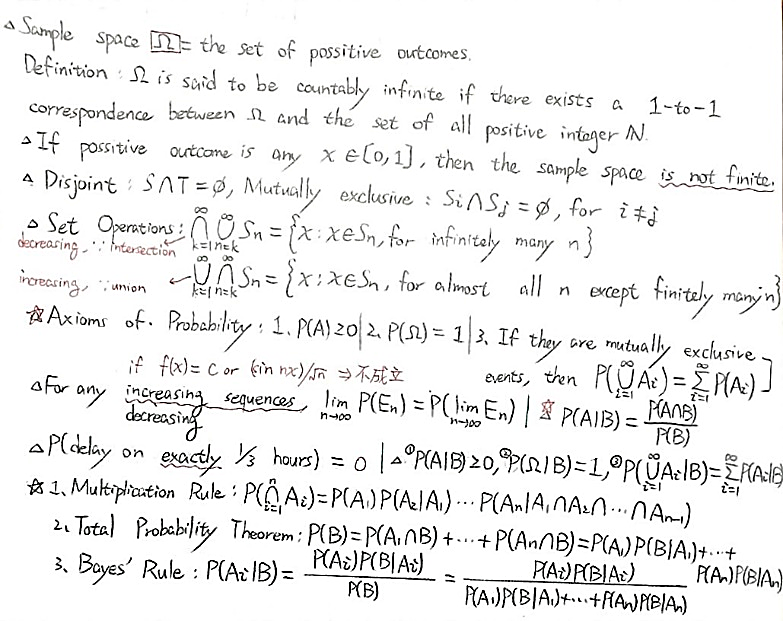 △ Sample space Ω = the set of possitive outcomes.
Definition : Ω is said to be countably infinite if there exists a 1-to-1
correspondence between Ω and the set of all positive integer N.
△ If possitive outcome is any x ∈ [0,1], then the sample space is not finite.
△ Disjoint : S∩T = ∅, Mutually exclusive : Si∩Sj = ∅, for i ≠ j
△ Set Operations : ∩_{k=1}^{∞} ∪_{n=k}^{∞} Sn = {x : x∈Sn, for infinitely many n}
decreasing, ∵ intersection
increasing, ∵ union ∪_{k=1}^{∞} ∩_{n=k}^{∞} Sn = {x : x∈Sn, for almost all n except finitely many n}
☆ Axioms of. Probability : 1. P(A) ≥ 0 | 2. P(Ω) = 1 | 3. If they are mutually exclusive
events, then P(∪_{i=1}^{∞} Ai) = Σ_{i=1}^{∞} P(Ai)
if f(x) = c or (sin nx)/√n ⇒ 不成立
△ For any increasing sequences, lim_{n→∞} P(En) = P(lim_{n→∞} En) | ☆ P(A|B) = P(A∩B)/P(B)
decreasing
△ P(delay on exactly 1/3 hours) = 0 | △ ① P(A|B) ≥ 0, ② P(Ω|B) = 1, ③ P(∪_{i=1}^{∞} Ai|B) = Σ_{i=1}^{∞} P(Ai|B)
☆ 1. Multiplication Rule : P(∩_{i=1}^{n} Ai) = P(A1) P(A2|A1) ⋯ P(An|A1∩A2∩⋯∩An-1)
2. Total Probability Theorem : P(B) = P(A1∩B) + ⋯ + P(An∩B) = P(A1) P(B|A1) + ⋯ +
P(An)P(B|An)
3. Bayes' Rule : P(Ai|B) = P(Ai)P(B|Ai)/P(B) = P(Ai)P(B|Ai)/P(A1)P(B|A1)+⋯+P(An)P(B|An)